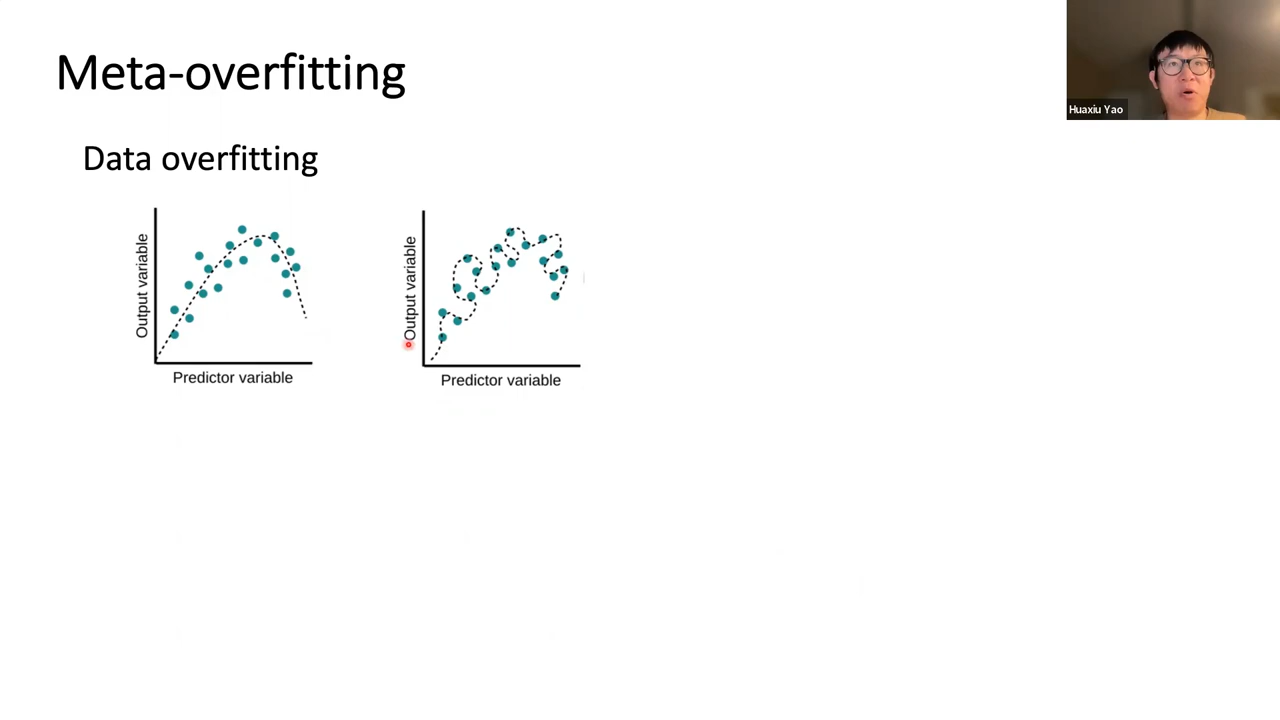 Meta-overfitting
Huaxiu Yao
Data overfitting
Output variable
Predictor variable
Output variable
Predictor variable